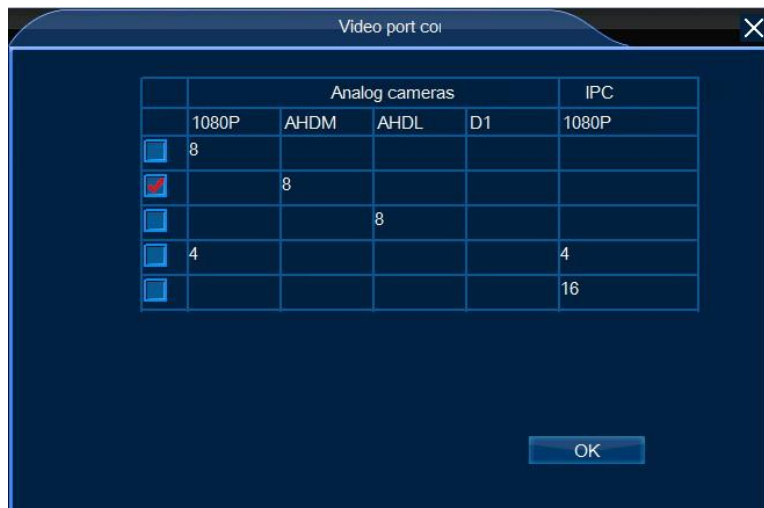 Video port co
Analog cameras IPC
1080P AHDM AHDL D1 1080P
8
8
8
4 4
16
OK